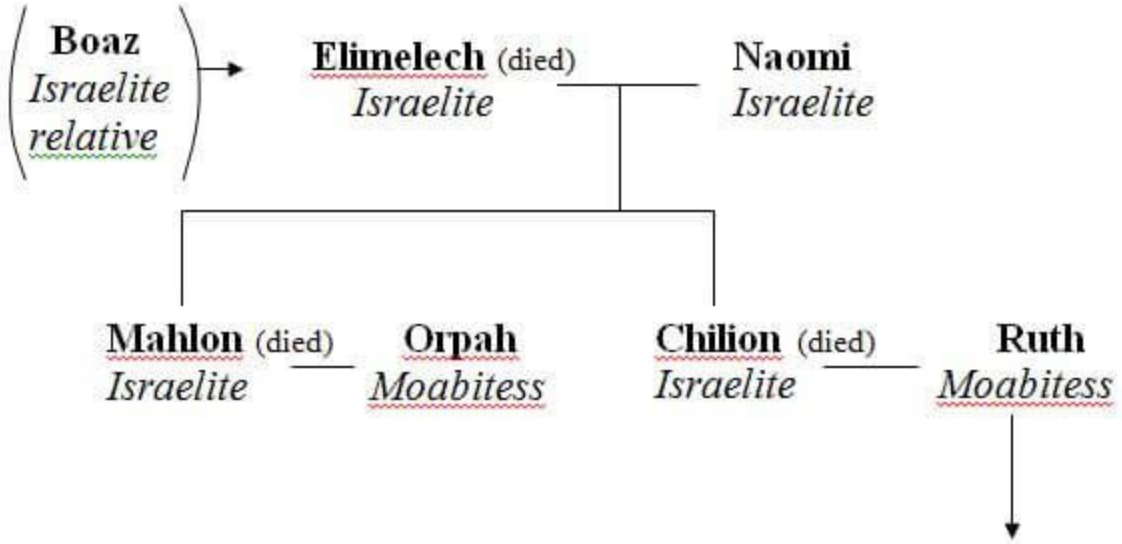 Boaz
Israelite
relative
Elimelech (died)
Israelite
Naomi
Israelite
Mahlon (died)
Israelite
Orpah
Moabitess
Chilion (died)
Israelite
Ruth
Moabitess